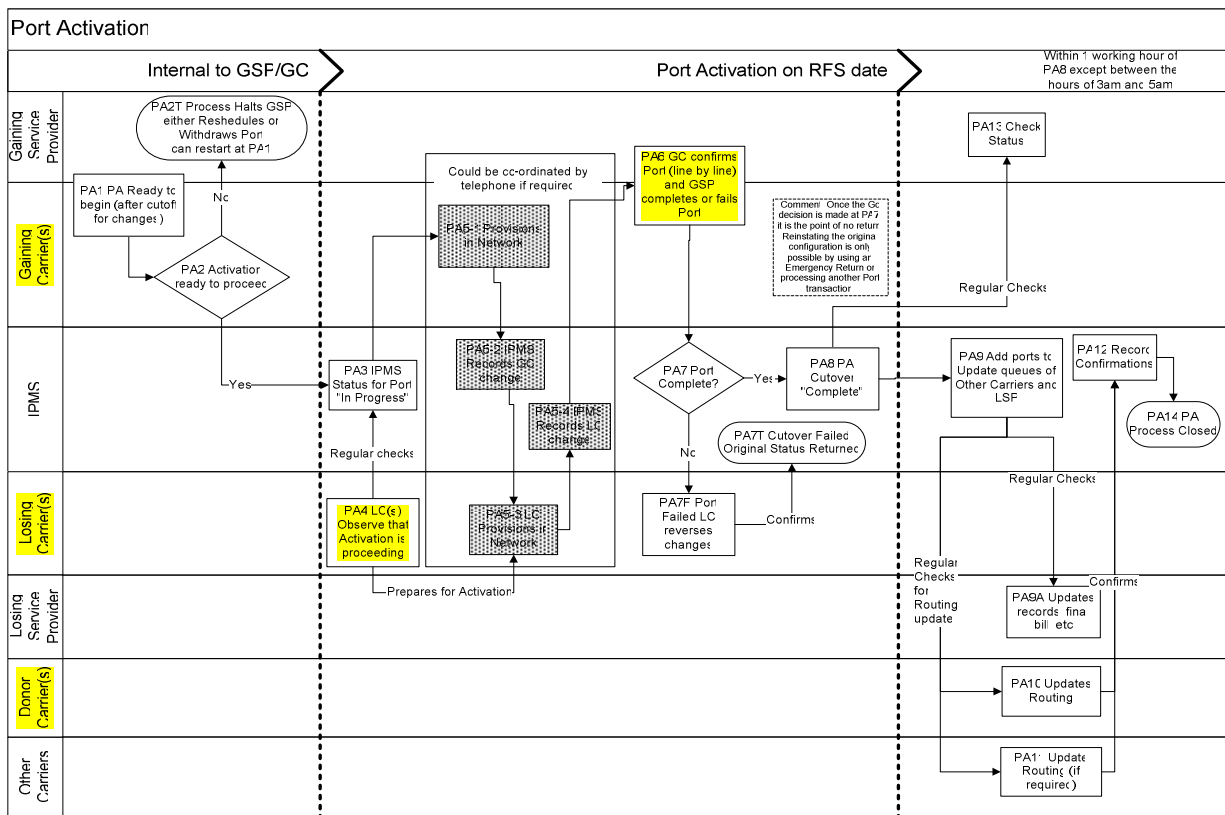 Port Activation
Internal to GSP/GC
Port Activation on RFS date
Within 1 working hour of
PA8 except between the
hours of 3am and 5am
Gaining
Service
Provider
PA2T Process Halts GSP
either Reshedules or
Withdraws Port
can restart at PA1
PA13 Check
Status
Could be co-ordinated by
telephone if required
PA6 GC confirms
Port (line by line)
and GSP
completes or fails
Port
Gaining
Carrier(s)
PA1 PA Ready to
begin (after cutoff
for changes)
No
PA2 Activation
ready to proceed
PA5-1 Provisions
in Network
Comment: Once the Go
decision is made at PA7
it is the point of no return
Reinstating the original
configuration is only
possible by using an
Emergency Return or
processing another Port
transaction
Regular Checks
IPMS
Yes
PA3 IPMS
Status for Port
"In Progress"
PA5-2 IPMS
Records GC
change
PA5-4 IPMS
Records LC
change
PA7 Port
Complete?
Yes
PA8 PA
Cutover
"Complete"
PA9 Add ports to
Update queues of
Other Carriers and
LSP
PA12 Record
Confirmations
PA14 PA
Process Closed
PA7T Cutover Failed
Original Status Returned
No
Regular checks
Regular Checks
Losing
Carrier(s)
PA4 LC(s)
Observe that
Activation is
proceeding
PA5-3 LC
Provisions in
Network
PA7F Port
Failed LC
reverses
changes
Confirms
Prepares for Activation
Regular
Checks
for
Routing
update
Confirms
Losing
Service
Provider
PA9A Updates
records, final
bill, etc
Donor
Carrier(s)
PA10 Updates
Routing
Other
Carriers
PA11 Update
Routing (if
required)